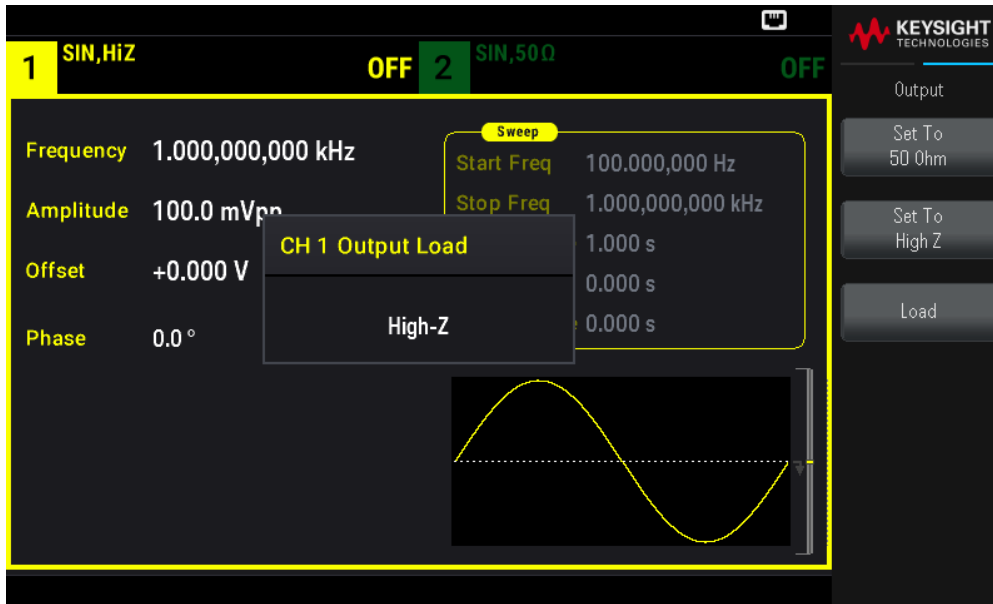 KEYSIGHT
TECHNOLOGIES
1 SIN,HiZ OFF
2 SIN,50Ω OFF
Frequency 1.000,000,000 kHz
Amplitude 100.0 mVpp
Offset +0.000 V
Phase 0.0 °
Sweep
Start Freq 100.000,000 Hz
Stop Freq 1.000,000,000 kHz
1.000 s
0.000 s
0.000 s
CH 1 Output Load
High-Z
Output
Set To
50 Ohm
Set To
High Z
Load